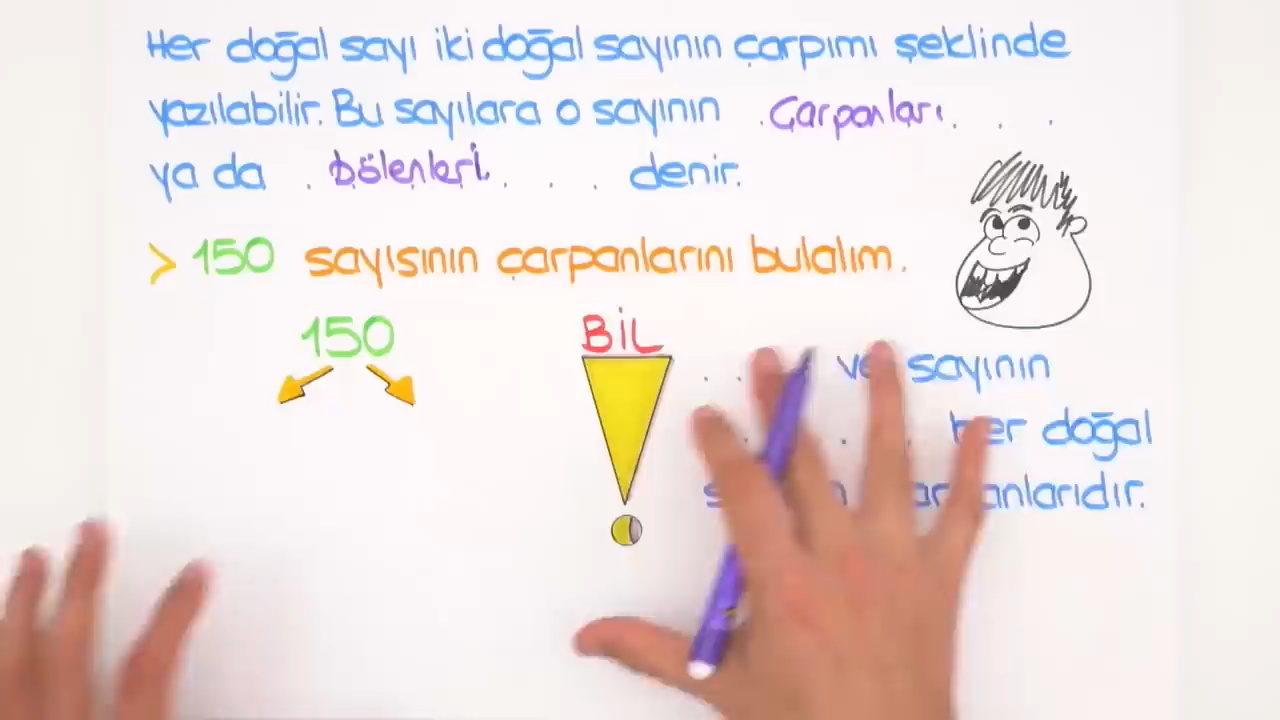 Her doğal sayı iki doğal sayının çarpımı şeklinde
yazılabilir. Bu sayılara o sayının . Çarpanları . . .
ya da . Bölenleri . . . denir.
> 150 sayısının çarpanlarını bulalım.
150
BİL
. . ve sayının
. . . her doğal